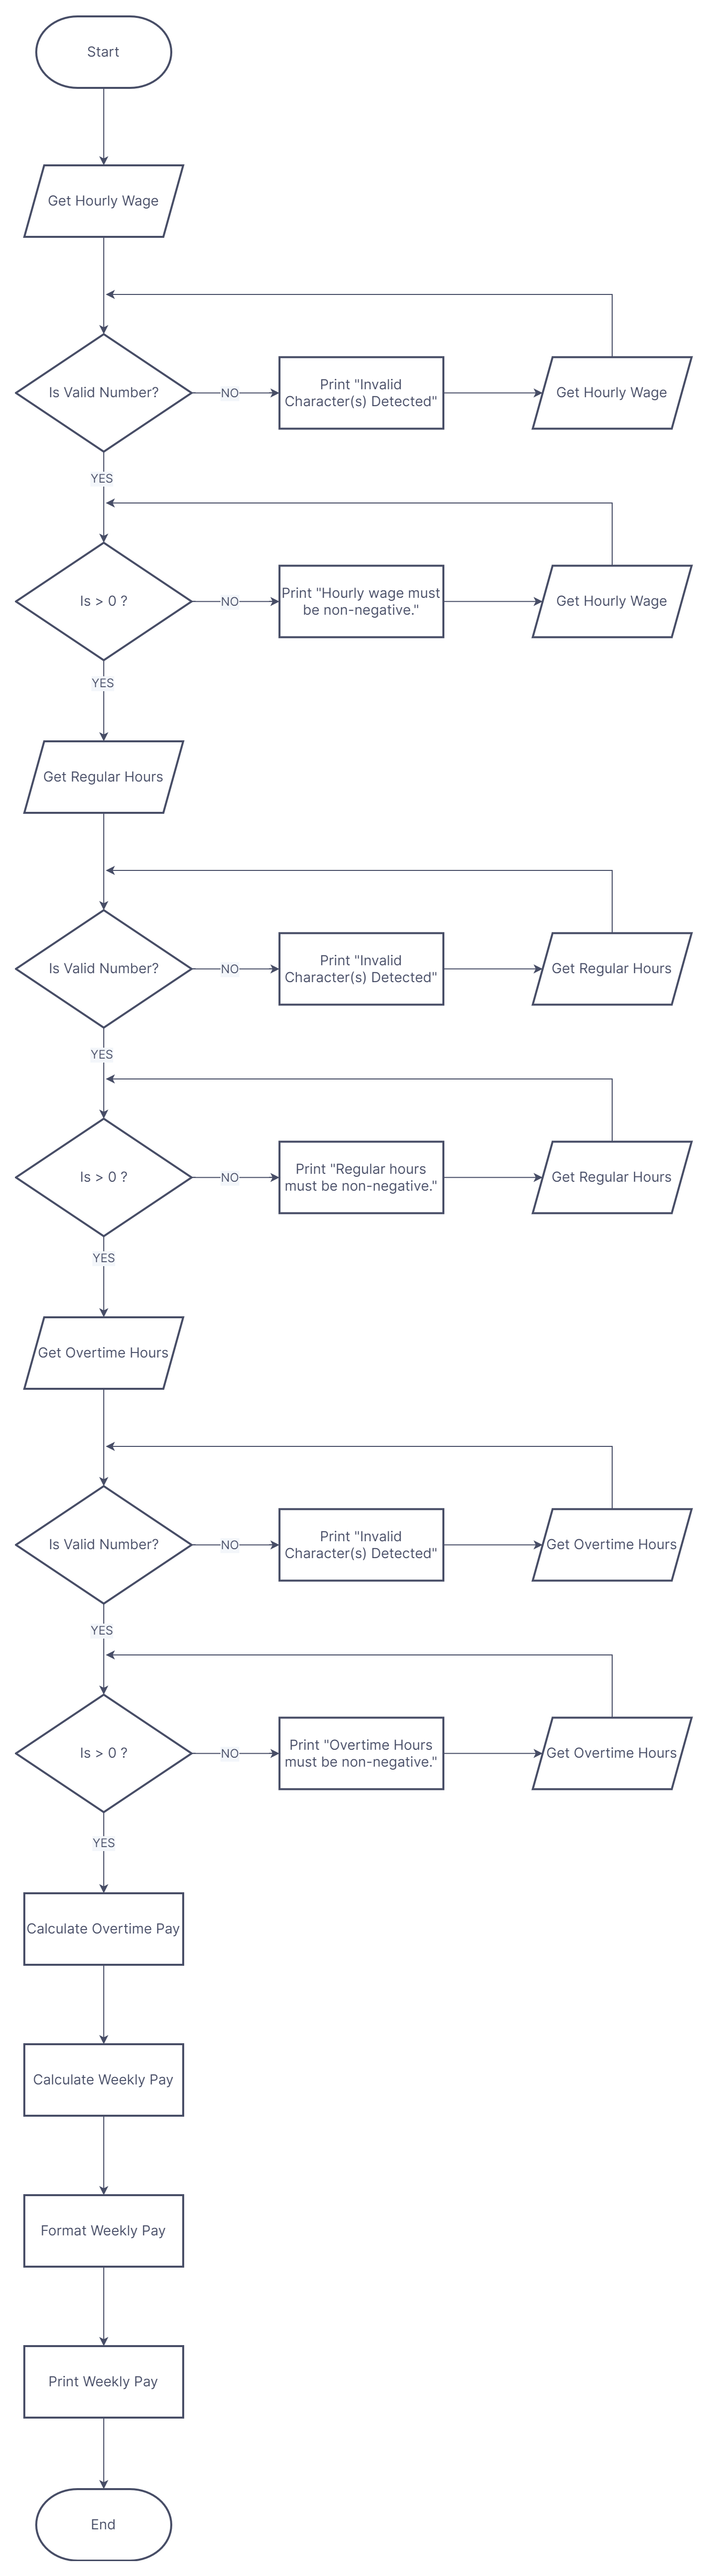 Start
Get Hourly Wage
Is Valid Number?
NO
Print "Invalid
Character(s) Detected"
Get Hourly Wage
YES
Is > 0 ?
NO
Print "Hourly wage must
be non-negative."
Get Hourly Wage
YES
Get Regular Hours
Is Valid Number?
NO
Print "Invalid
Character(s) Detected"
Get Regular Hours
YES
Is > 0 ?
NO
Print "Regular hours
must be non-negative."
Get Regular Hours
YES
Get Overtime Hours
Is Valid Number?
NO
Print "Invalid
Character(s) Detected"
Get Overtime Hours
YES
Is > 0 ?
NO
Print "Overtime Hours
must be non-negative."
Get Overtime Hours
YES
Calculate Overtime Pay
Calculate Weekly Pay
Format Weekly Pay
Print Weekly Pay
End